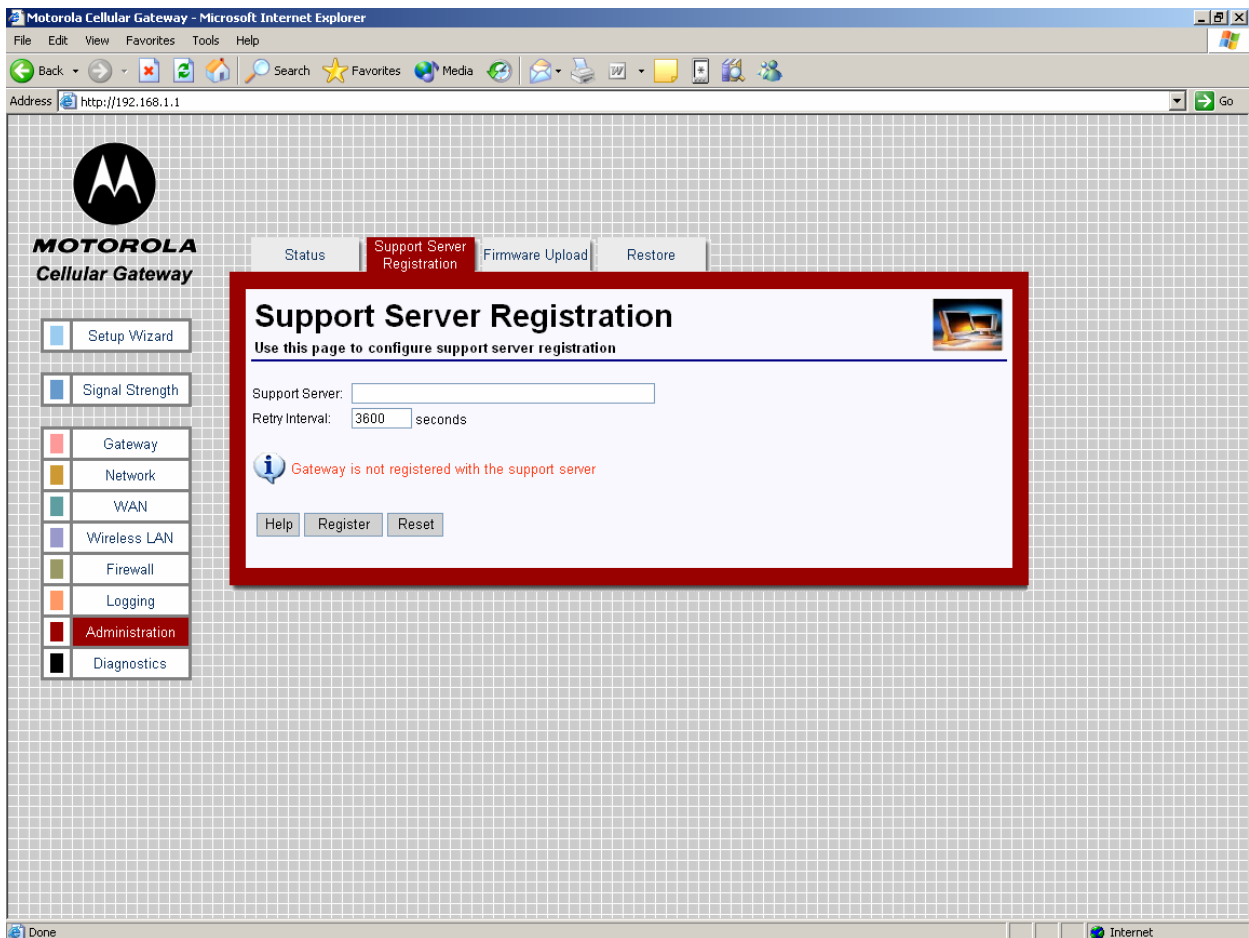 Motorola Cellular Gateway - Microsoft Internet Explorer
File Edit View Favorites Tools Help
Back Search Favorites Media
Address http://192.168.1.1 Go
MOTOROLA
Cellular Gateway
Status
Support Server
Registration
Firmware Upload
Restore
Setup Wizard
Signal Strength
Gateway
Network
WAN
Wireless LAN
Firewall
Logging
Administration
Diagnostics
Support Server Registration
Use this page to configure support server registration
Support Server:
Retry Interval: 3600 seconds
Gateway is not registered with the support server
Help Register Reset
Done Internet